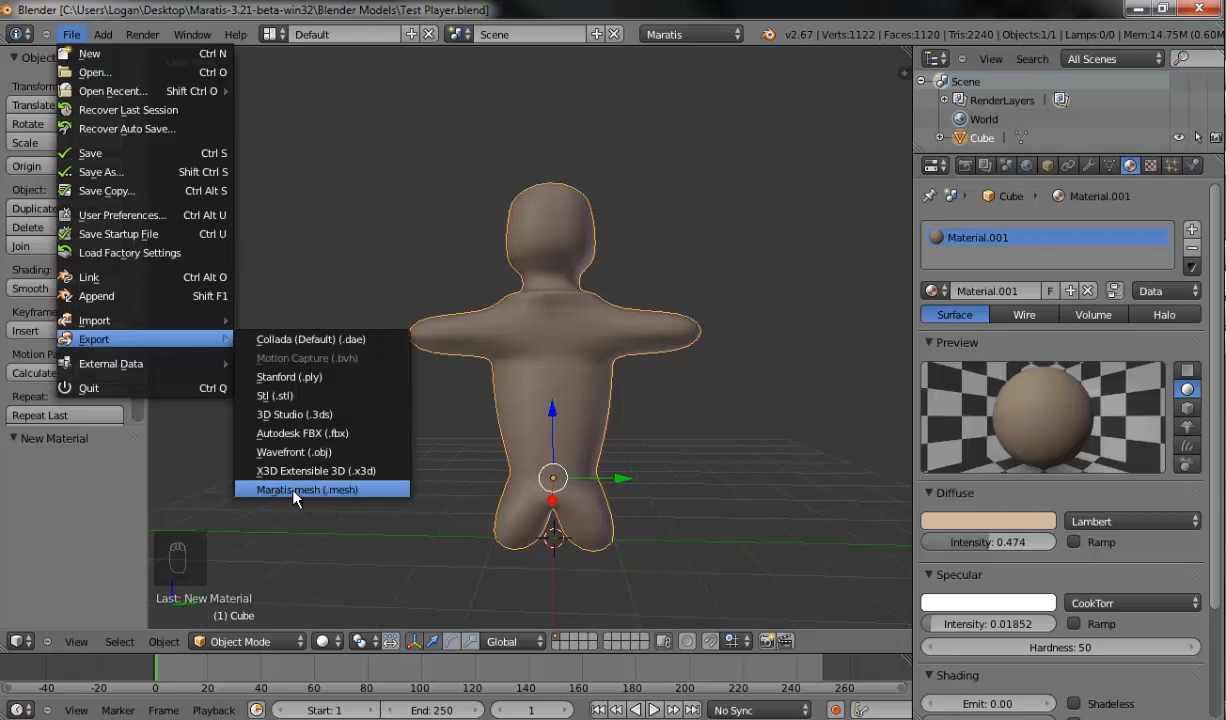 Blender [C:\Users\Logan\Desktop\Maratis-3.21-beta-win32\Blender Models\Test Player.blend]
File Add Render Window Help Default Scene Maratis v2.67 | Verts:1122 | Faces:1120 | Tris:2240 | Objects:1/1 | Lamps:0/0 | Mem:14.75M (0.60M
New Ctrl N
Open... Ctrl O
Open Recent... Shift Ctrl O
Recover Last Session
Recover Auto Save...
Save Ctrl S
Save As... Shift Ctrl S
Save Copy... Ctrl Alt S
User Preferences... Ctrl Alt U
Save Startup File Ctrl U
Load Factory Settings
Link Ctrl Alt O
Append Shift F1
Import
Export
External Data
Quit Ctrl Q
Collada (Default) (.dae)
Motion Capture (.bvh)
Stanford (.ply)
Stl (.stl)
3D Studio (.3ds)
Autodesk FBX (.fbx)
Wavefront (.obj)
X3D Extensible 3D (.x3d)
Maratis mesh (.mesh)
Object
Transform
Translate
Rotate
Scale
Origin
Object:
Duplicate
Delete
Join
Shading:
Smooth
Keyframe
Insert
Motion Pa
Calculate
Repeat:
Repeat Last
New Material
Last: New Material
(1) Cube
View Select Object Object Mode Global
-40 -20 0 20 40 60 80 100 120 140 160 180 200 220 240 260
View Marker Frame Playback Start: 1 End: 250 1 No Sync
View Search All Scenes
Scene
RenderLayers
World
Cube
Cube Material.001
Material.001
Material.001 F Data
Surface Wire Volume Halo
Preview
Diffuse
Lambert
Intensity: 0.474 Ramp
Specular
CookTorr
Intensity: 0.01852 Ramp
Hardness: 50
Shading
Emit: 0.00 Shadeless